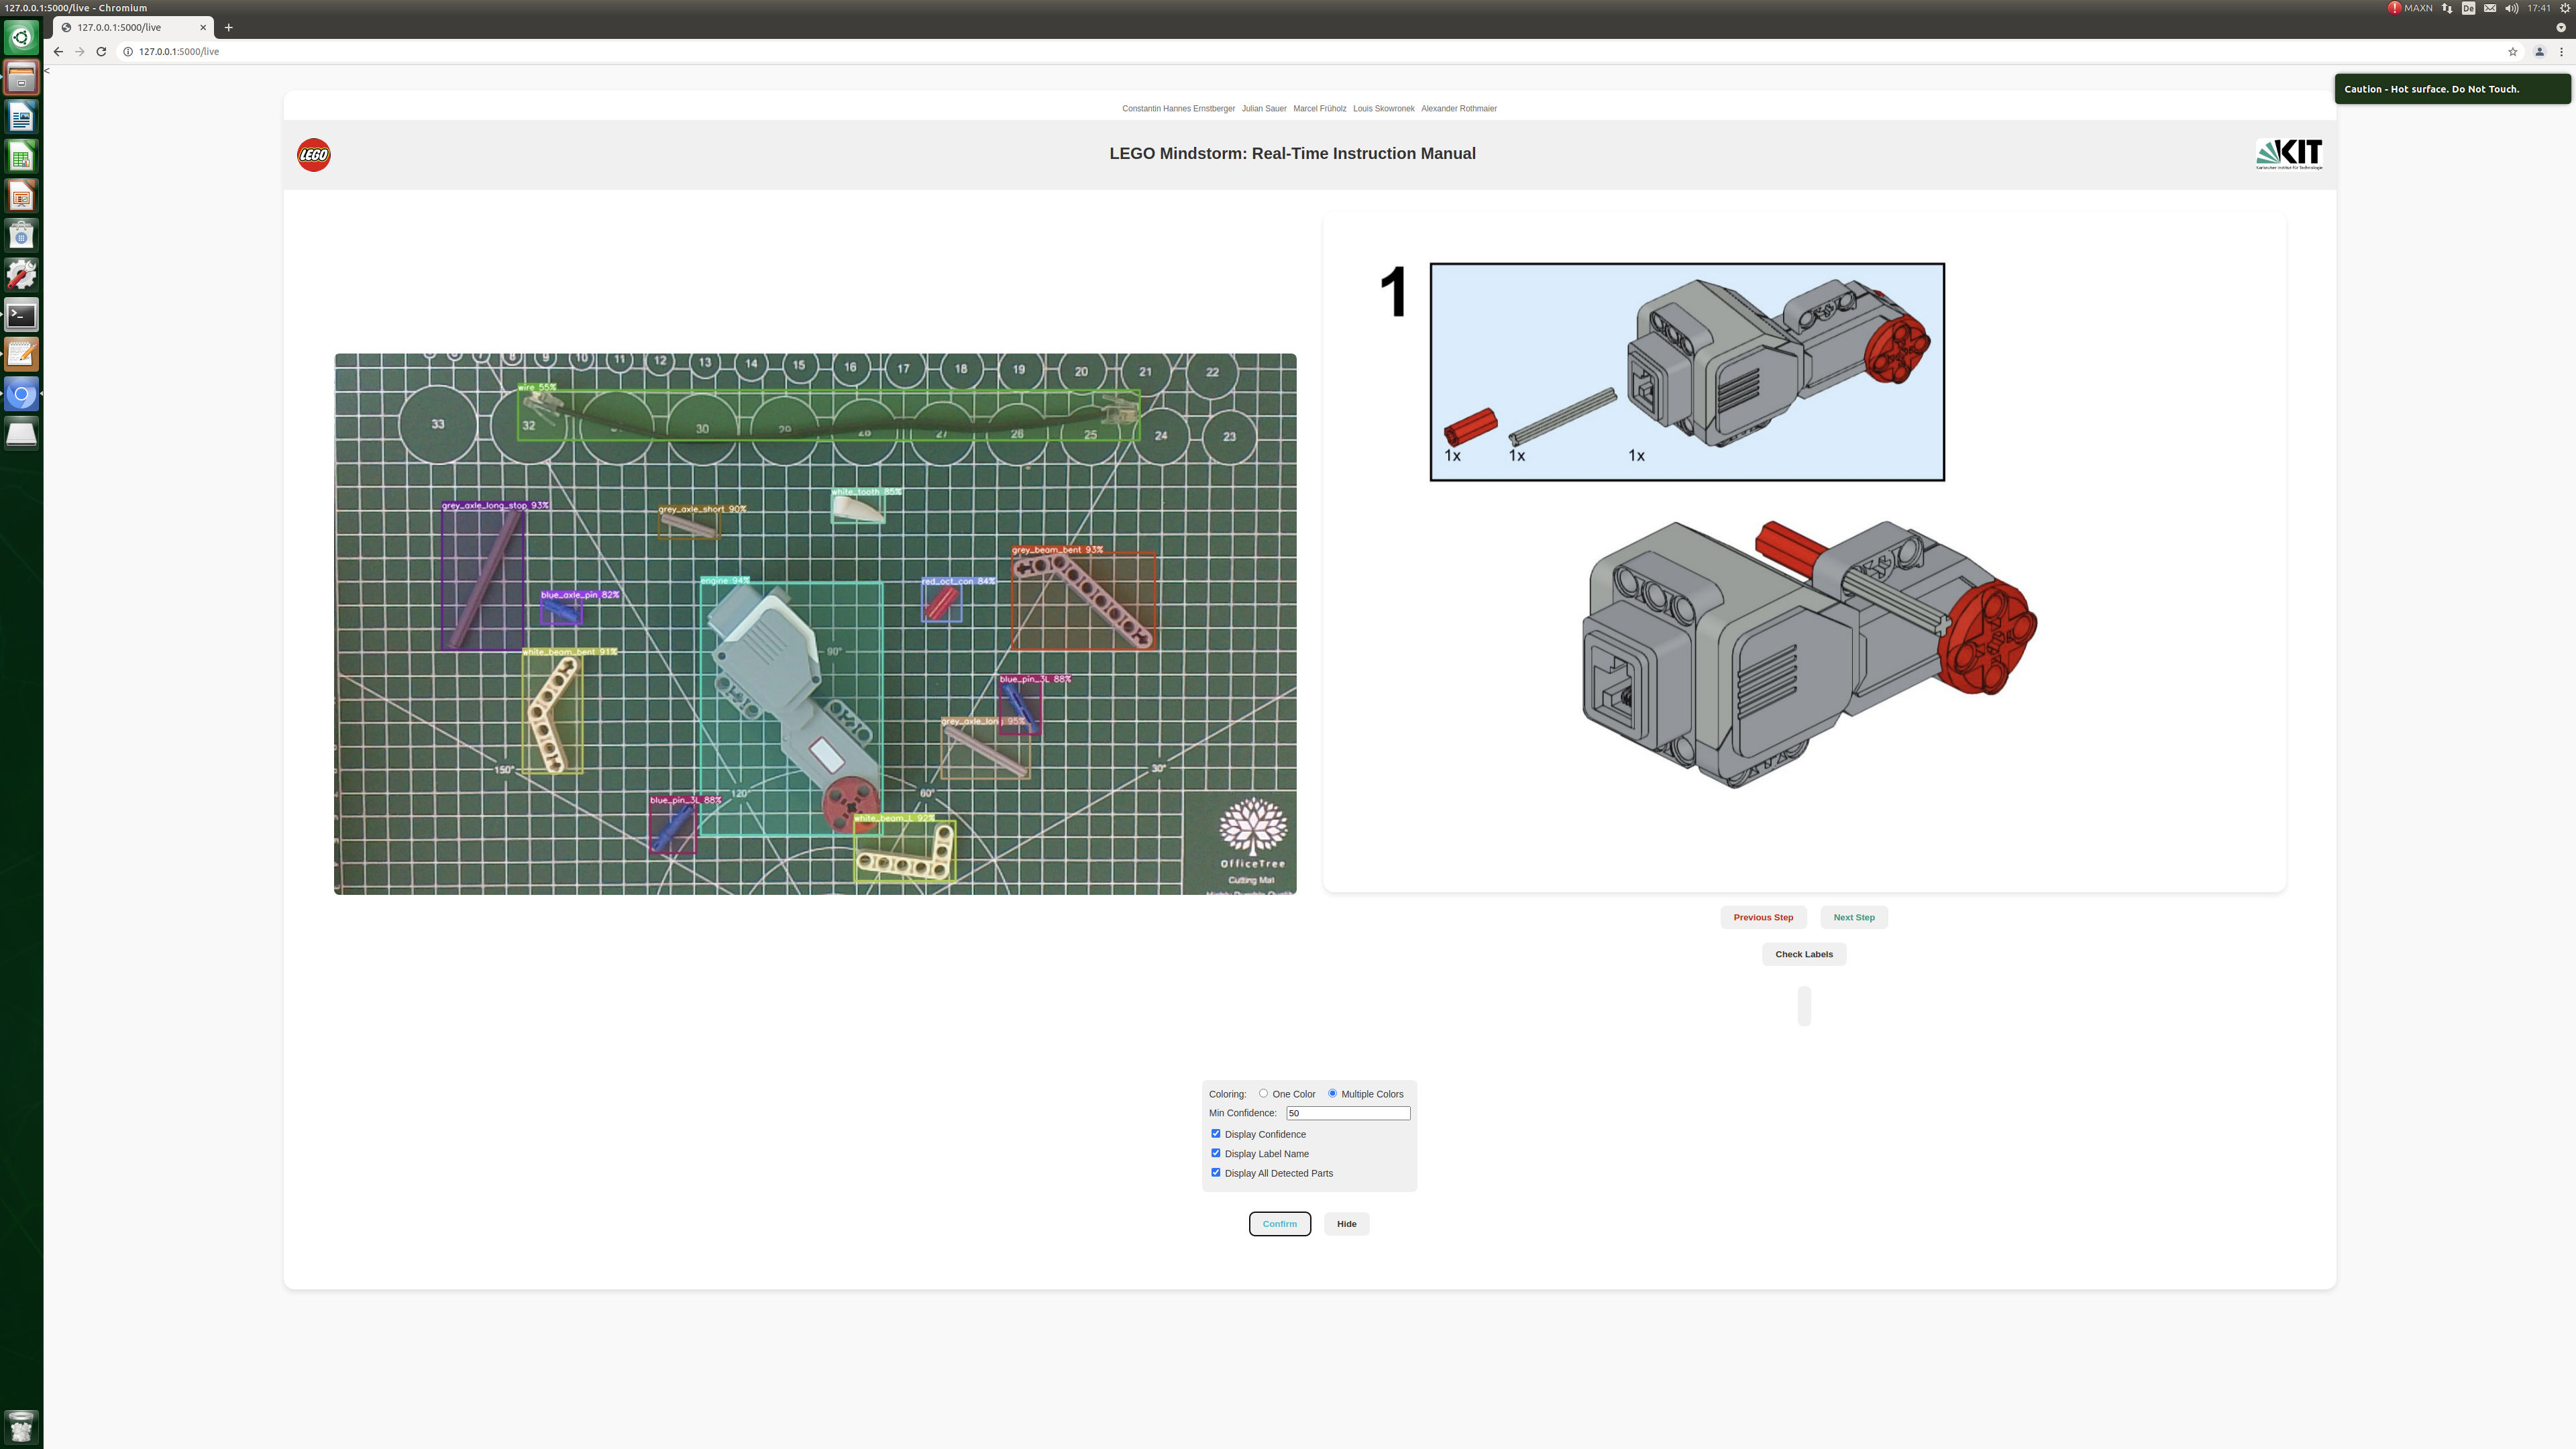 127.0.0.1:5000/live - Chromium
MAXN De 17:41
127.0.0.1:5000/live
127.0.0.1:5000/live
<
Caution - Hot surface. Do Not Touch.
Constantin Hannes Ernstberger Julian Sauer Marcel Früholz Louis Skowronek Alexander Rothmaier
LEGO
LEGO Mindstorm: Real-Time Instruction Manual
KIT
Karlsruher Institut für Technologie
1
1x 1x 1x
8 9 10 11 12 13 14 15 16 17 18 19 20 21 22
wire 55%
33 32 30 29 28 27 26 25 24 23
white_tooth 85%
grey_axle_long_stop 93%
grey_axle_short 90%
grey_beam_bent 93%
engine 94%
red_oct_con 84%
blue_axle_pin 82%
white_beam_bent 91%
90°
blue_pin_3L 88%
grey_axle_long 95%
150°
30°
120°
60°
blue_pin_3L 88%
white_beam_L 92%
OfficeTree
Cutting Mat
Previous Step Next Step
Check Labels
Coloring: One Color Multiple Colors
Min Confidence: 50
Display Confidence
Display Label Name
Display All Detected Parts
Confirm Hide